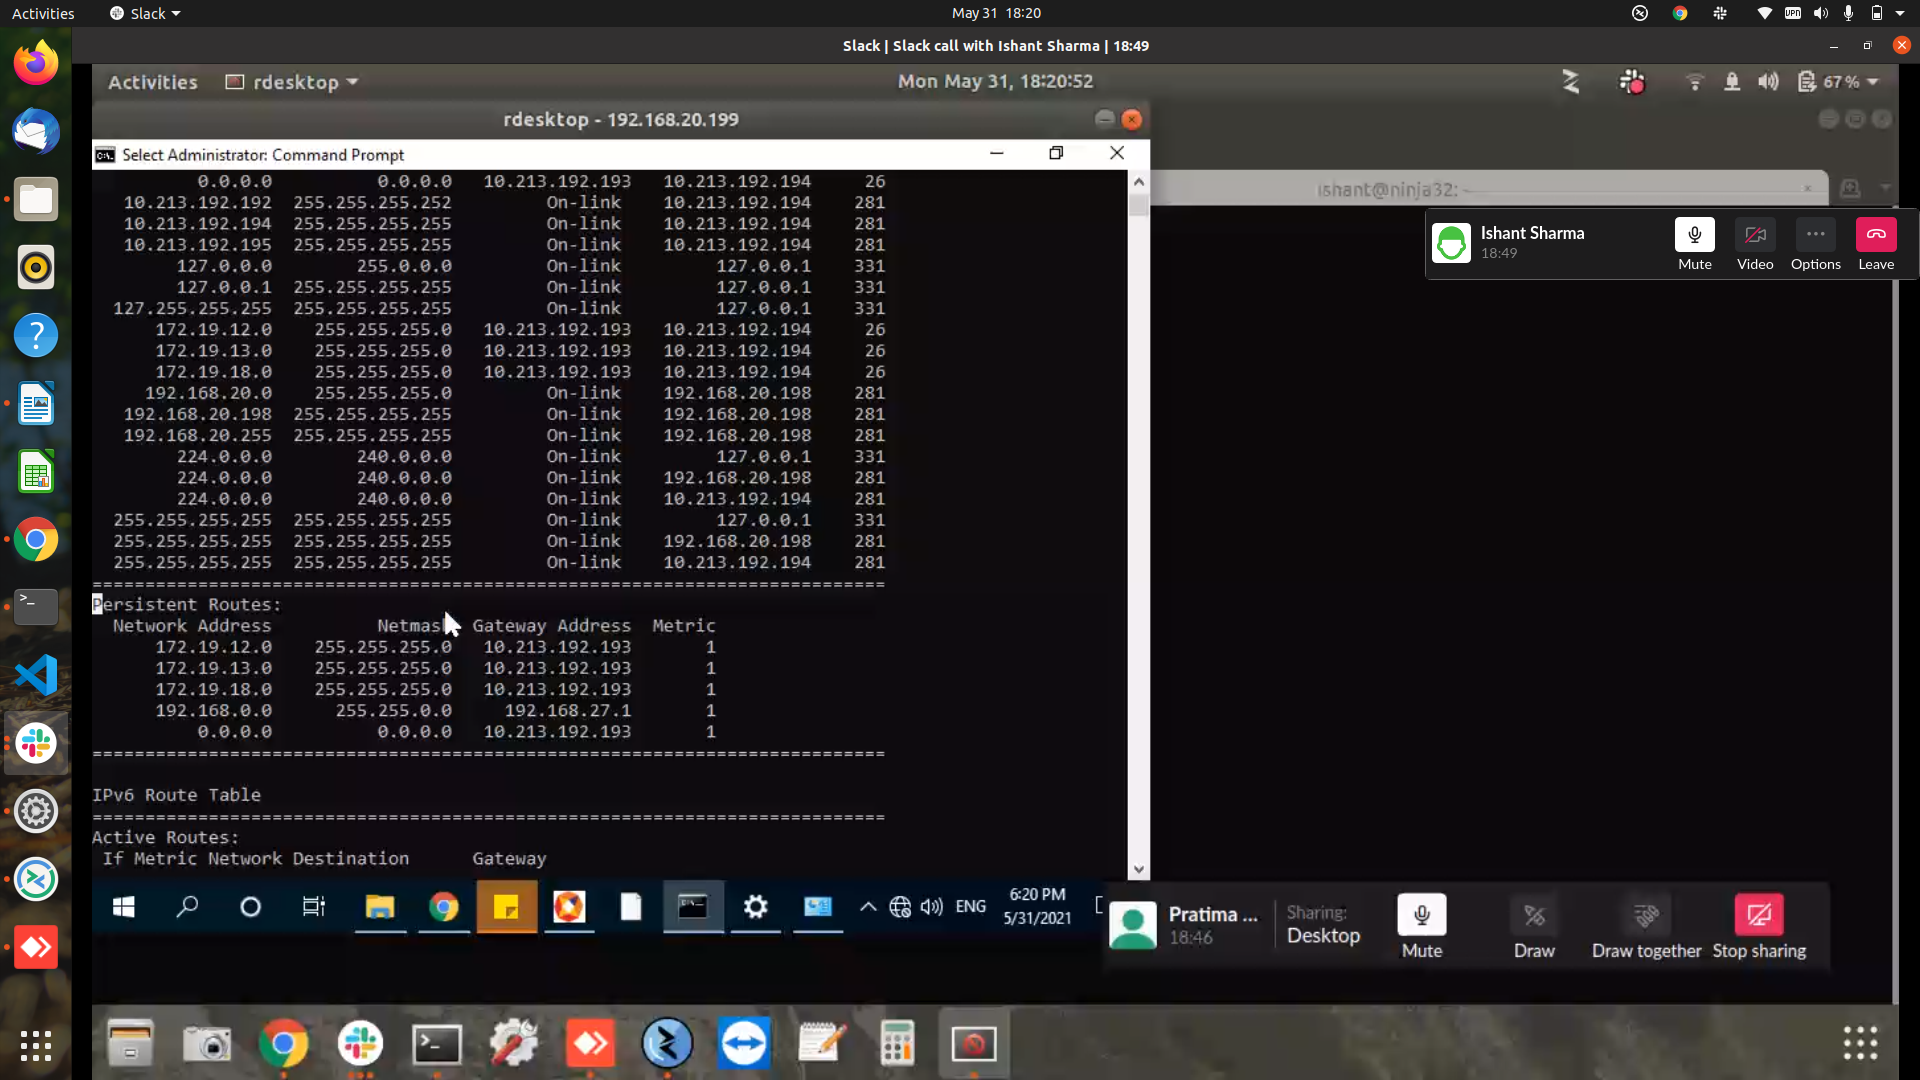 Activities Slack May 31 18:20
Slack | Slack call with Ishant Sharma | 18:49
Activities rdesktop Mon May 31, 18:20:52 67 %
rdesktop - 192.168.20.199
Select Administrator: Command Prompt
0.0.0.0 0.0.0.0 10.213.192.193 10.213.192.194 26
10.213.192.192 255.255.255.252 On-link 10.213.192.194 281
10.213.192.194 255.255.255.255 On-link 10.213.192.194 281
10.213.192.195 255.255.255.255 On-link 10.213.192.194 281
127.0.0.0 255.0.0.0 On-link 127.0.0.1 331
127.0.0.1 255.255.255.255 On-link 127.0.0.1 331
127.255.255.255 255.255.255.255 On-link 127.0.0.1 331
172.19.12.0 255.255.255.0 10.213.192.193 10.213.192.194 26
172.19.13.0 255.255.255.0 10.213.192.193 10.213.192.194 26
172.19.18.0 255.255.255.0 10.213.192.193 10.213.192.194 26
192.168.20.0 255.255.255.0 On-link 192.168.20.198 281
192.168.20.198 255.255.255.255 On-link 192.168.20.198 281
192.168.20.255 255.255.255.255 On-link 192.168.20.198 281
224.0.0.0 240.0.0.0 On-link 127.0.0.1 331
224.0.0.0 240.0.0.0 On-link 192.168.20.198 281
224.0.0.0 240.0.0.0 On-link 10.213.192.194 281
255.255.255.255 255.255.255.255 On-link 127.0.0.1 331
255.255.255.255 255.255.255.255 On-link 192.168.20.198 281
255.255.255.255 255.255.255.255 On-link 10.213.192.194 281
===========================================================================
Persistent Routes:
Network Address Netmask Gateway Address Metric
172.19.12.0 255.255.255.0 10.213.192.193 1
172.19.13.0 255.255.255.0 10.213.192.193 1
172.19.18.0 255.255.255.0 10.213.192.193 1
192.168.0.0 255.255.0.0 192.168.27.1 1
0.0.0.0 0.0.0.0 10.213.192.193 1
===========================================================================
IPv6 Route Table
===========================================================================
Active Routes:
If Metric Network Destination Gateway
ishant@ninja32: ~
Ishant Sharma
18:49
Mute Video Options Leave
ENG
6:20 PM
5/31/2021
Pratima ...
18:46
Sharing:
Desktop
Mute Draw Draw together Stop sharing